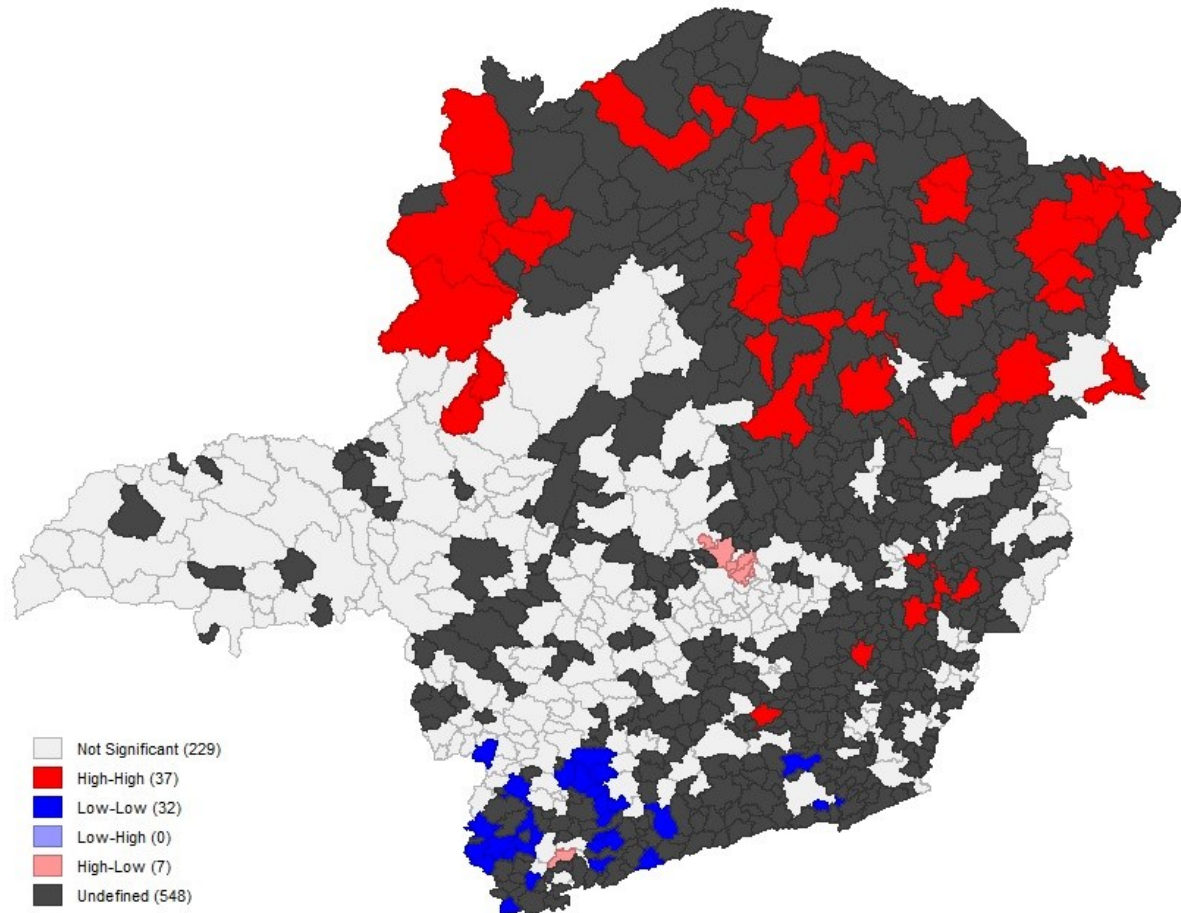 Not Significant (229)
High-High (37)
Low-Low (32)
Low-High (0)
High-Low (7)
Undefined (548)